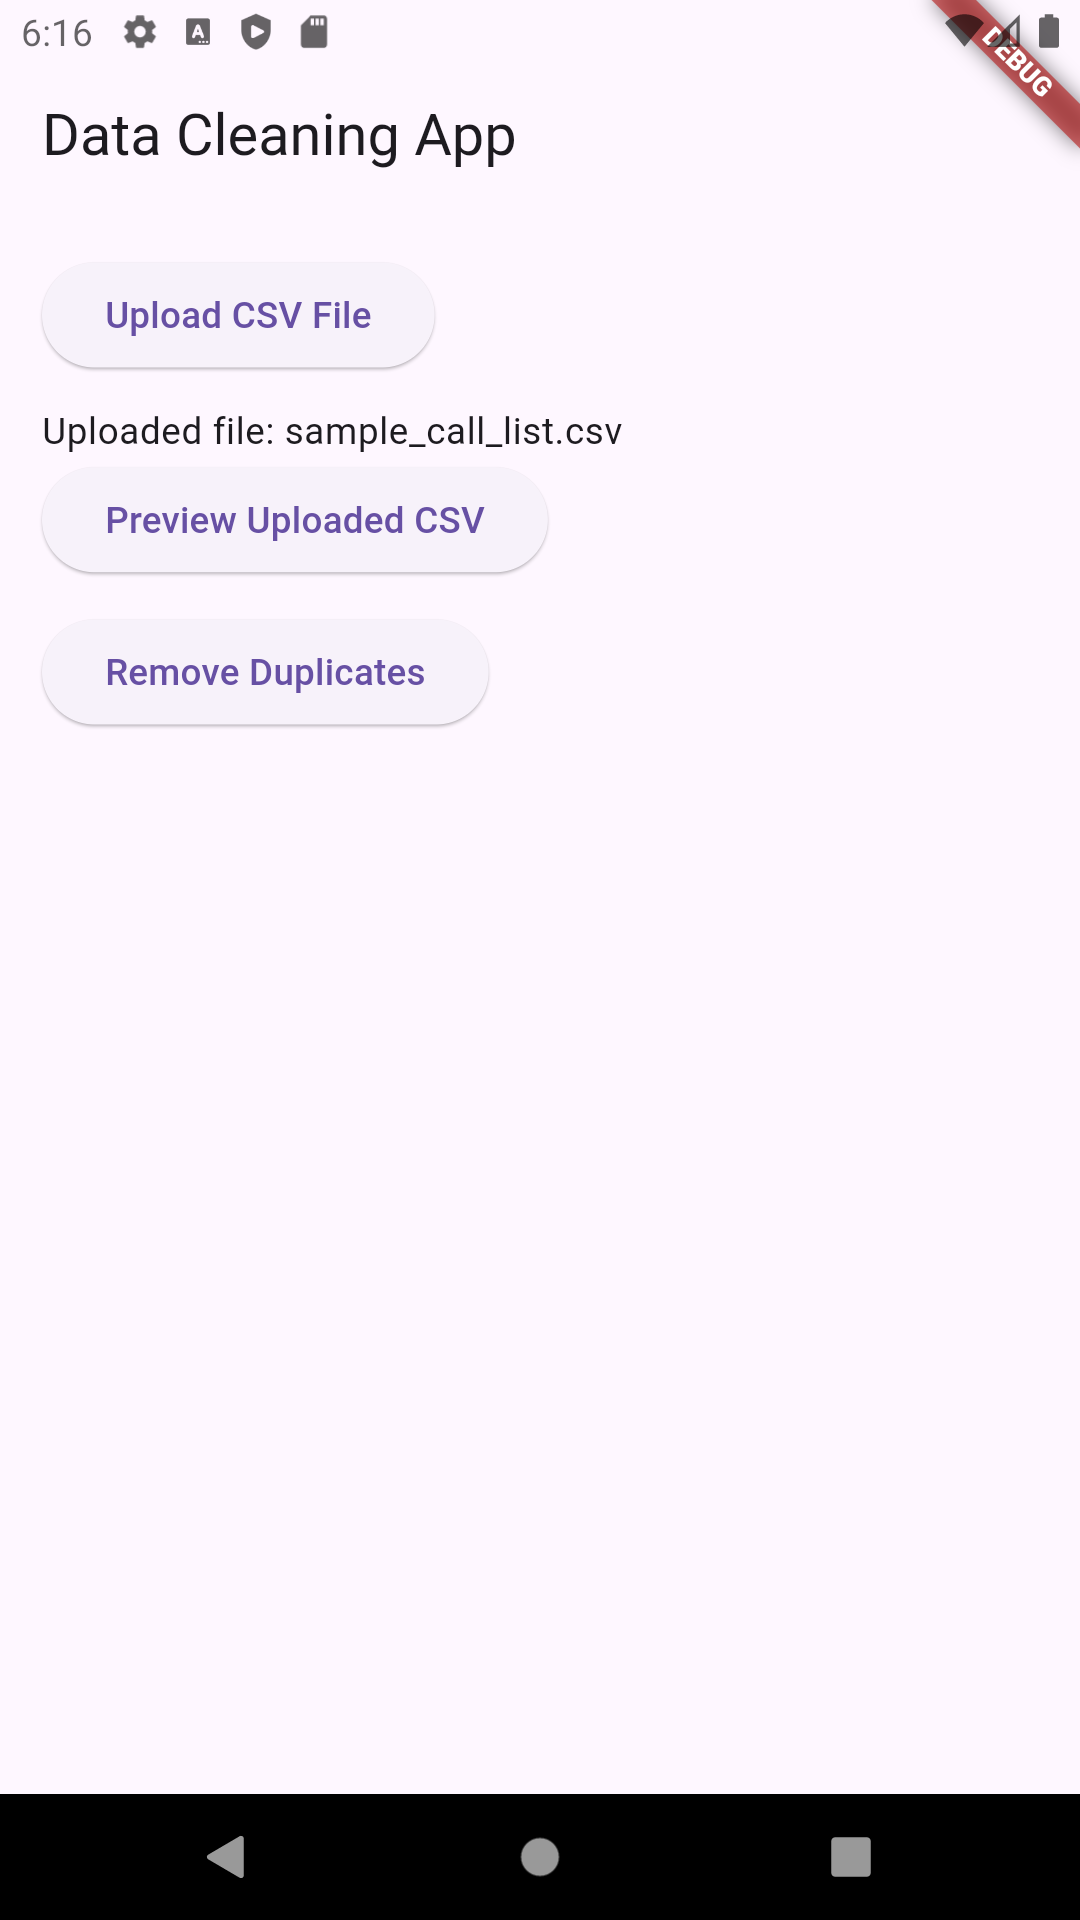 6:16
DEBUG
Data Cleaning App
Upload CSV File
Uploaded file: sample_call_list.csv
Preview Uploaded CSV
Remove Duplicates